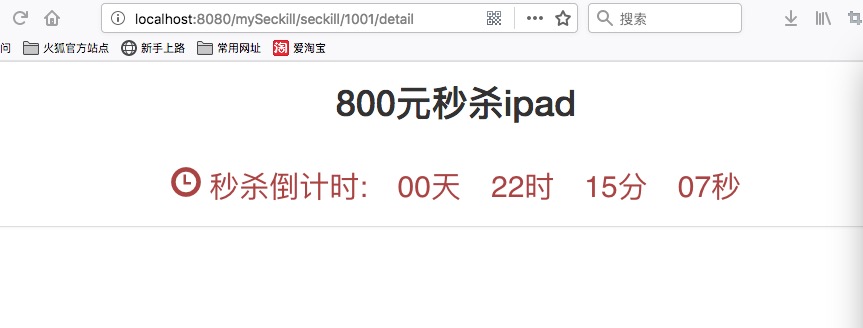 localhost:8080/mySeckill/seckill/1001/detail
搜索
问 火狐官方站点 新手上路 常用网址 淘 爱淘宝
800元秒杀ipad
秒杀倒计时: 00天 22时 15分 07秒